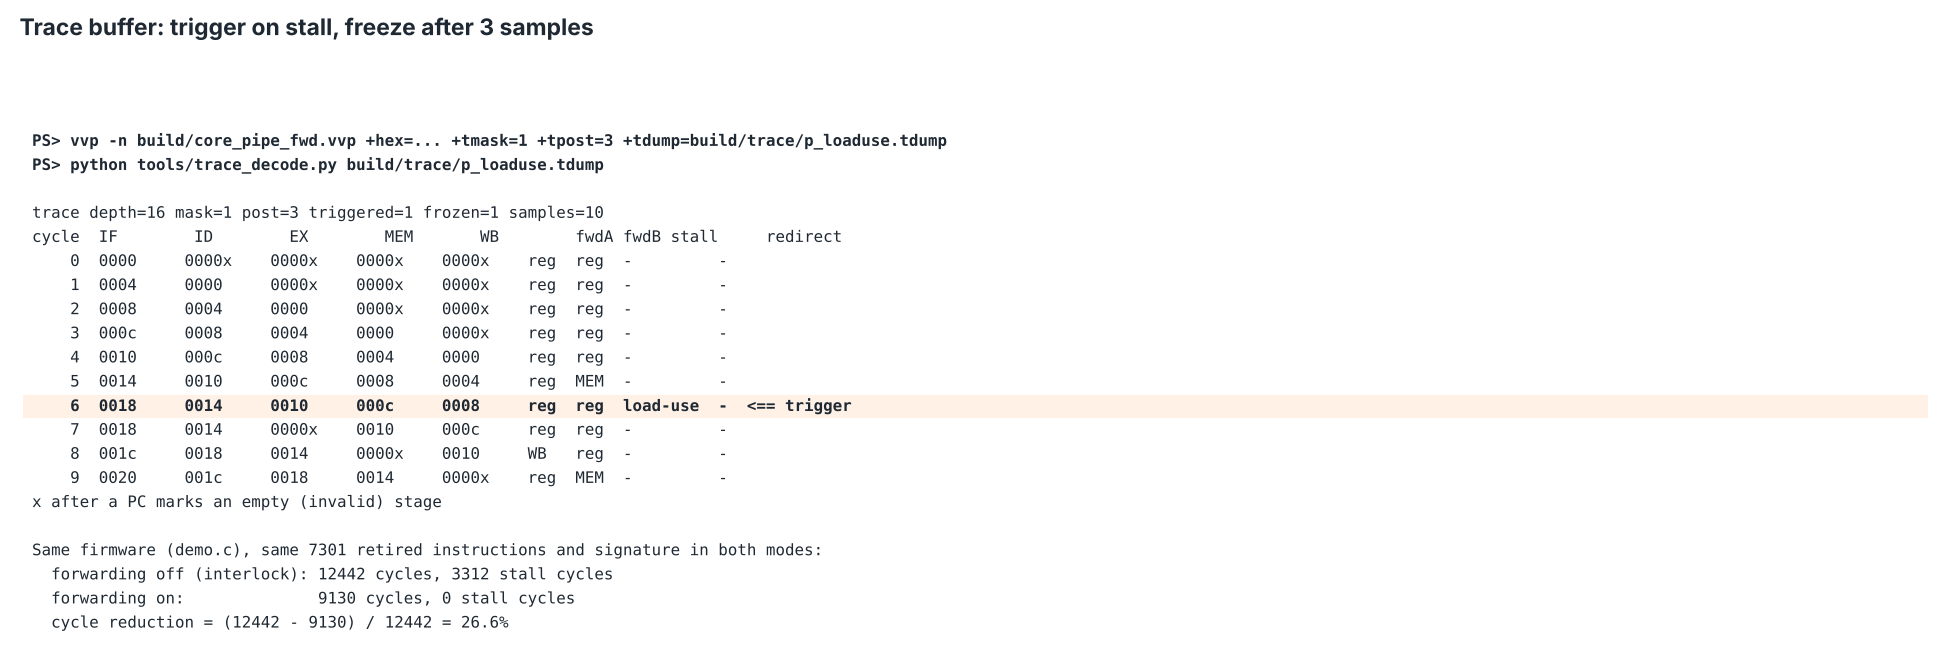 Trace buffer: trigger on stall, freeze after 3 samples
PS> vvp -n build/core_pipe_fwd.vvp +hex=... +tmask=1 +tpost=3 +tdump=build/trace/p_loaduse.tdump
PS> python tools/trace_decode.py build/trace/p_loaduse.tdump
trace depth=16 mask=1 post=3 triggered=1 frozen=1 samples=10
cycle  IF        ID        EX        MEM       WB        fwdA fwdB stall     redirect
    0  0000     0000x    0000x    0000x    0000x    reg  reg  -         -
    1  0004     0000     0000x    0000x    0000x    reg  reg  -         -
    2  0008     0004     0000     0000x    0000x    reg  reg  -         -
    3  000c     0008     0004     0000     0000x    reg  reg  -         -
    4  0010     000c     0008     0004     0000     reg  reg  -         -
    5  0014     0010     000c     0008     0004     reg  MEM  -         -
    6  0018     0014     0010     000c     0008     reg  reg  load-use  -  <== trigger
    7  0018     0014     0000x    0010     000c     reg  reg  -         -
    8  001c     0018     0014     0000x    0010     WB   reg  -         -
    9  0020     001c     0018     0014     0000x    reg  MEM  -         -
x after a PC marks an empty (invalid) stage
Same firmware (demo.c), same 7301 retired instructions and signature in both modes:
  forwarding off (interlock): 12442 cycles, 3312 stall cycles
  forwarding on:              9130 cycles, 0 stall cycles
  cycle reduction = (12442 - 9130) / 12442 = 26.6%